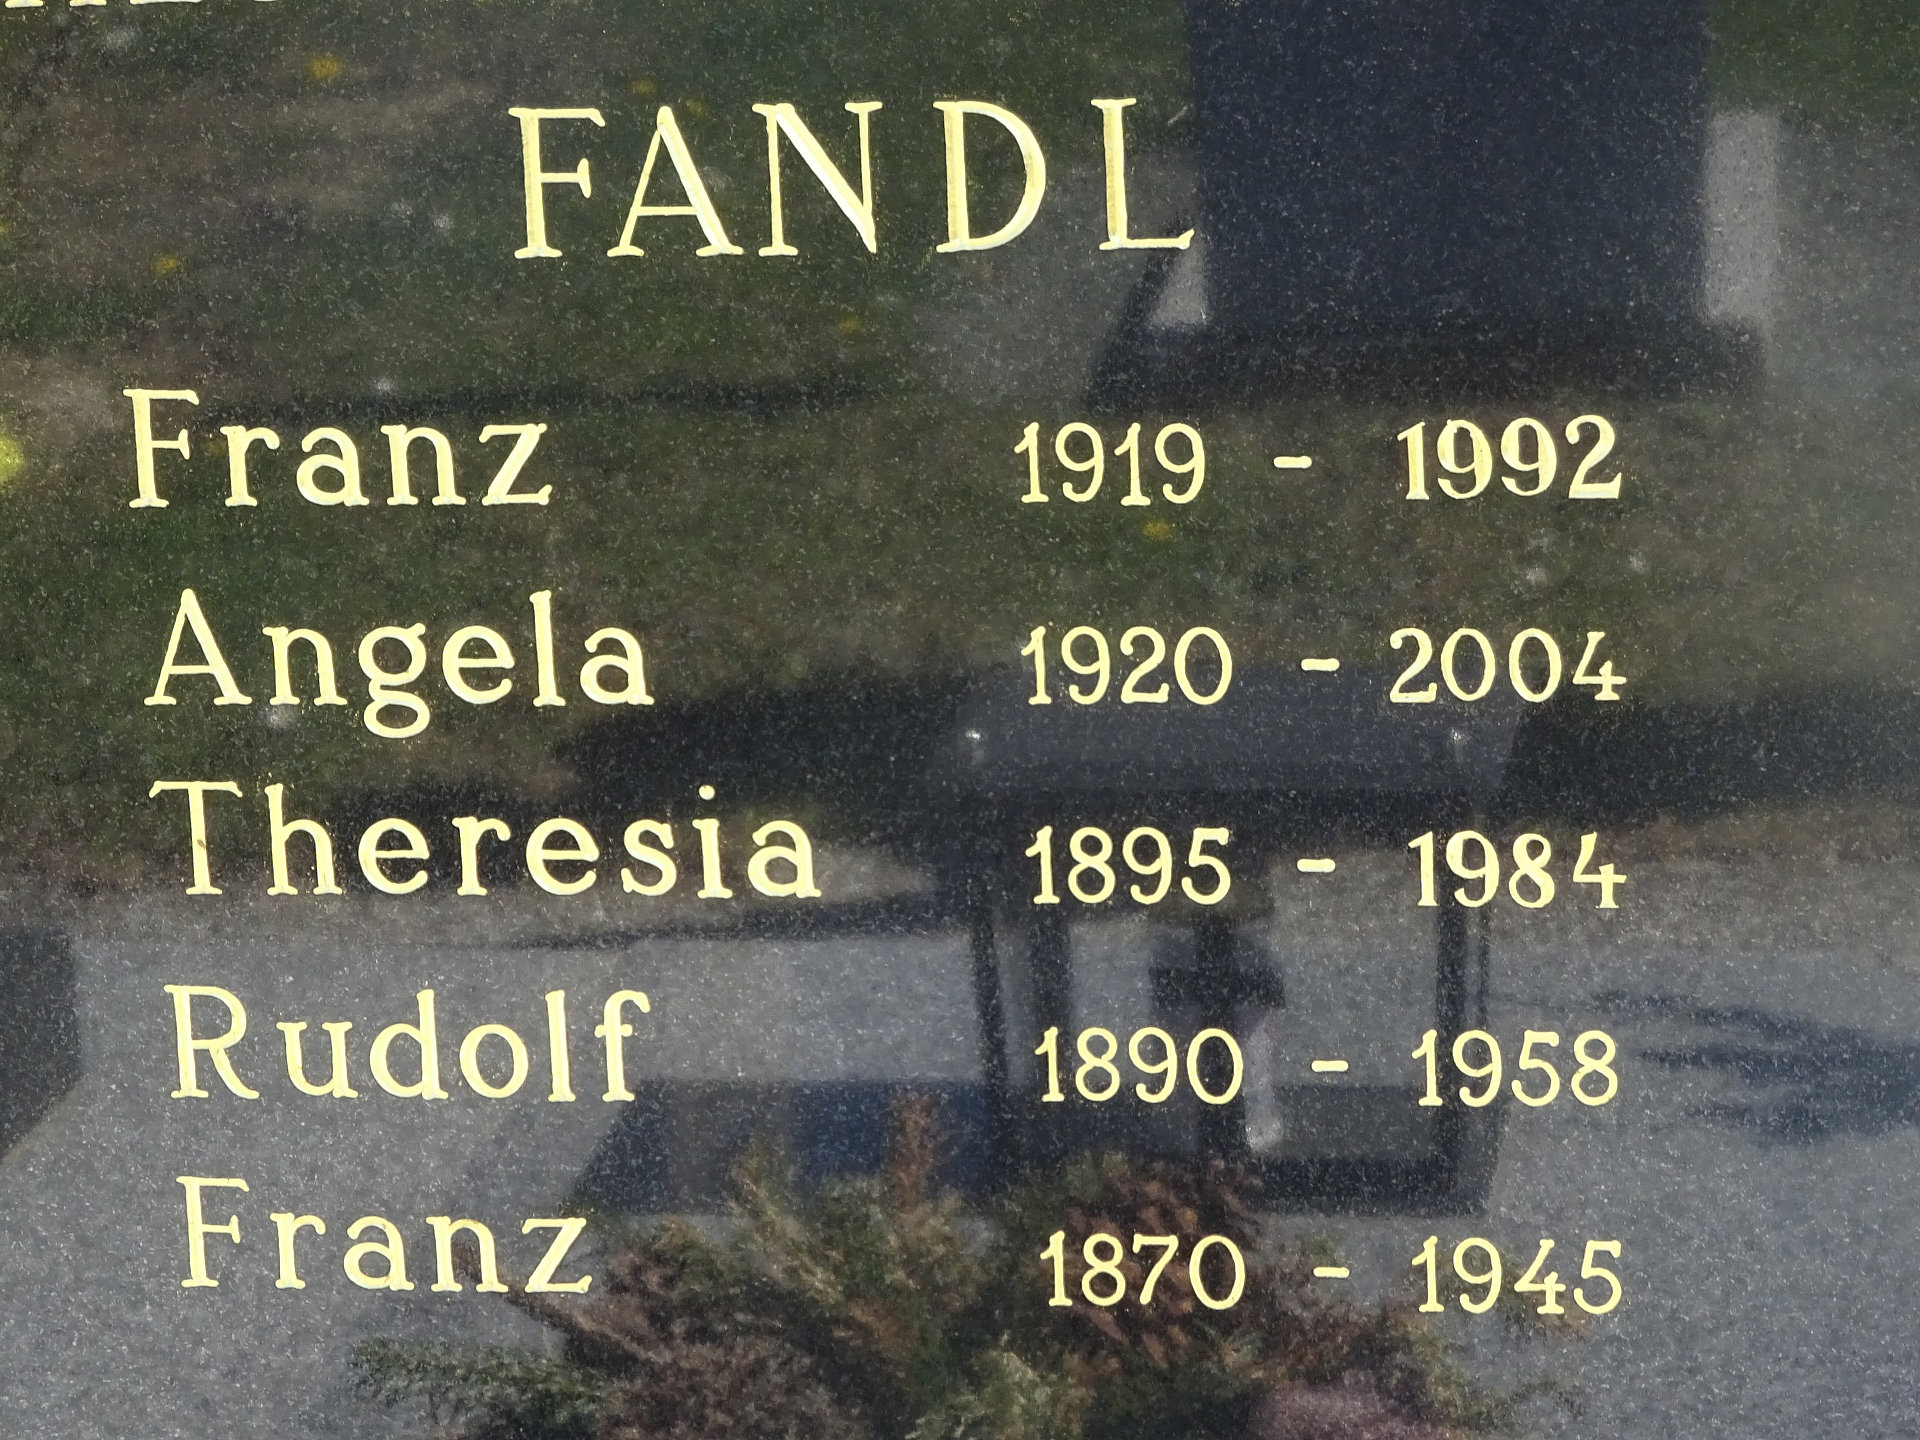 FANDL
Franz 1919 - 1992
Angela 1920 - 2004
Theresia 1895 - 1984
Rudolf 1890 - 1958
Franz 1870 - 1945